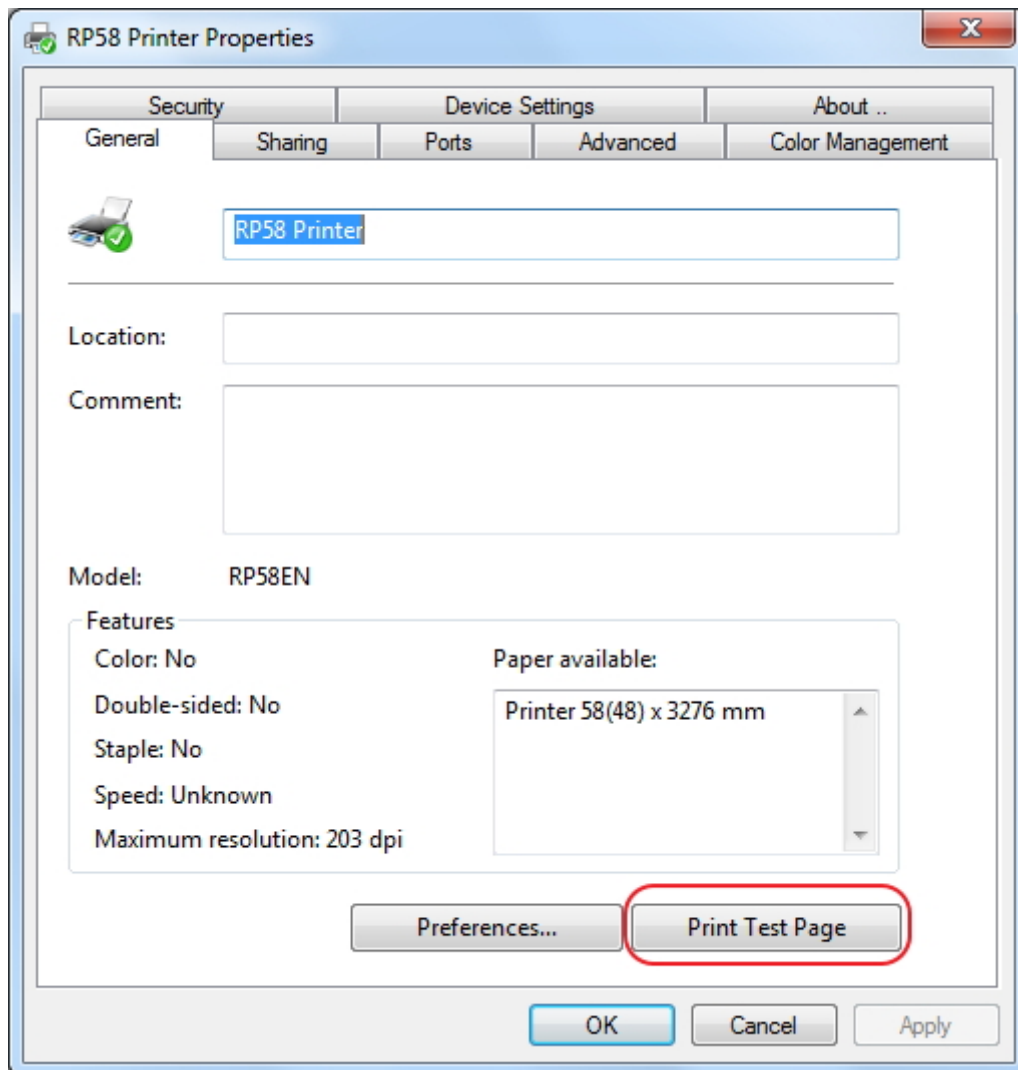 RP58 Printer Properties
Security Device Settings About ..
General Sharing Ports Advanced Color Management
RP58 Printer
Location:
Comment:
Model: RP58EN
Features
Color: No Paper available:
Double-sided: No Printer 58(48) x 3276 mm
Staple: No
Speed: Unknown
Maximum resolution: 203 dpi
Preferences... Print Test Page
OK Cancel Apply